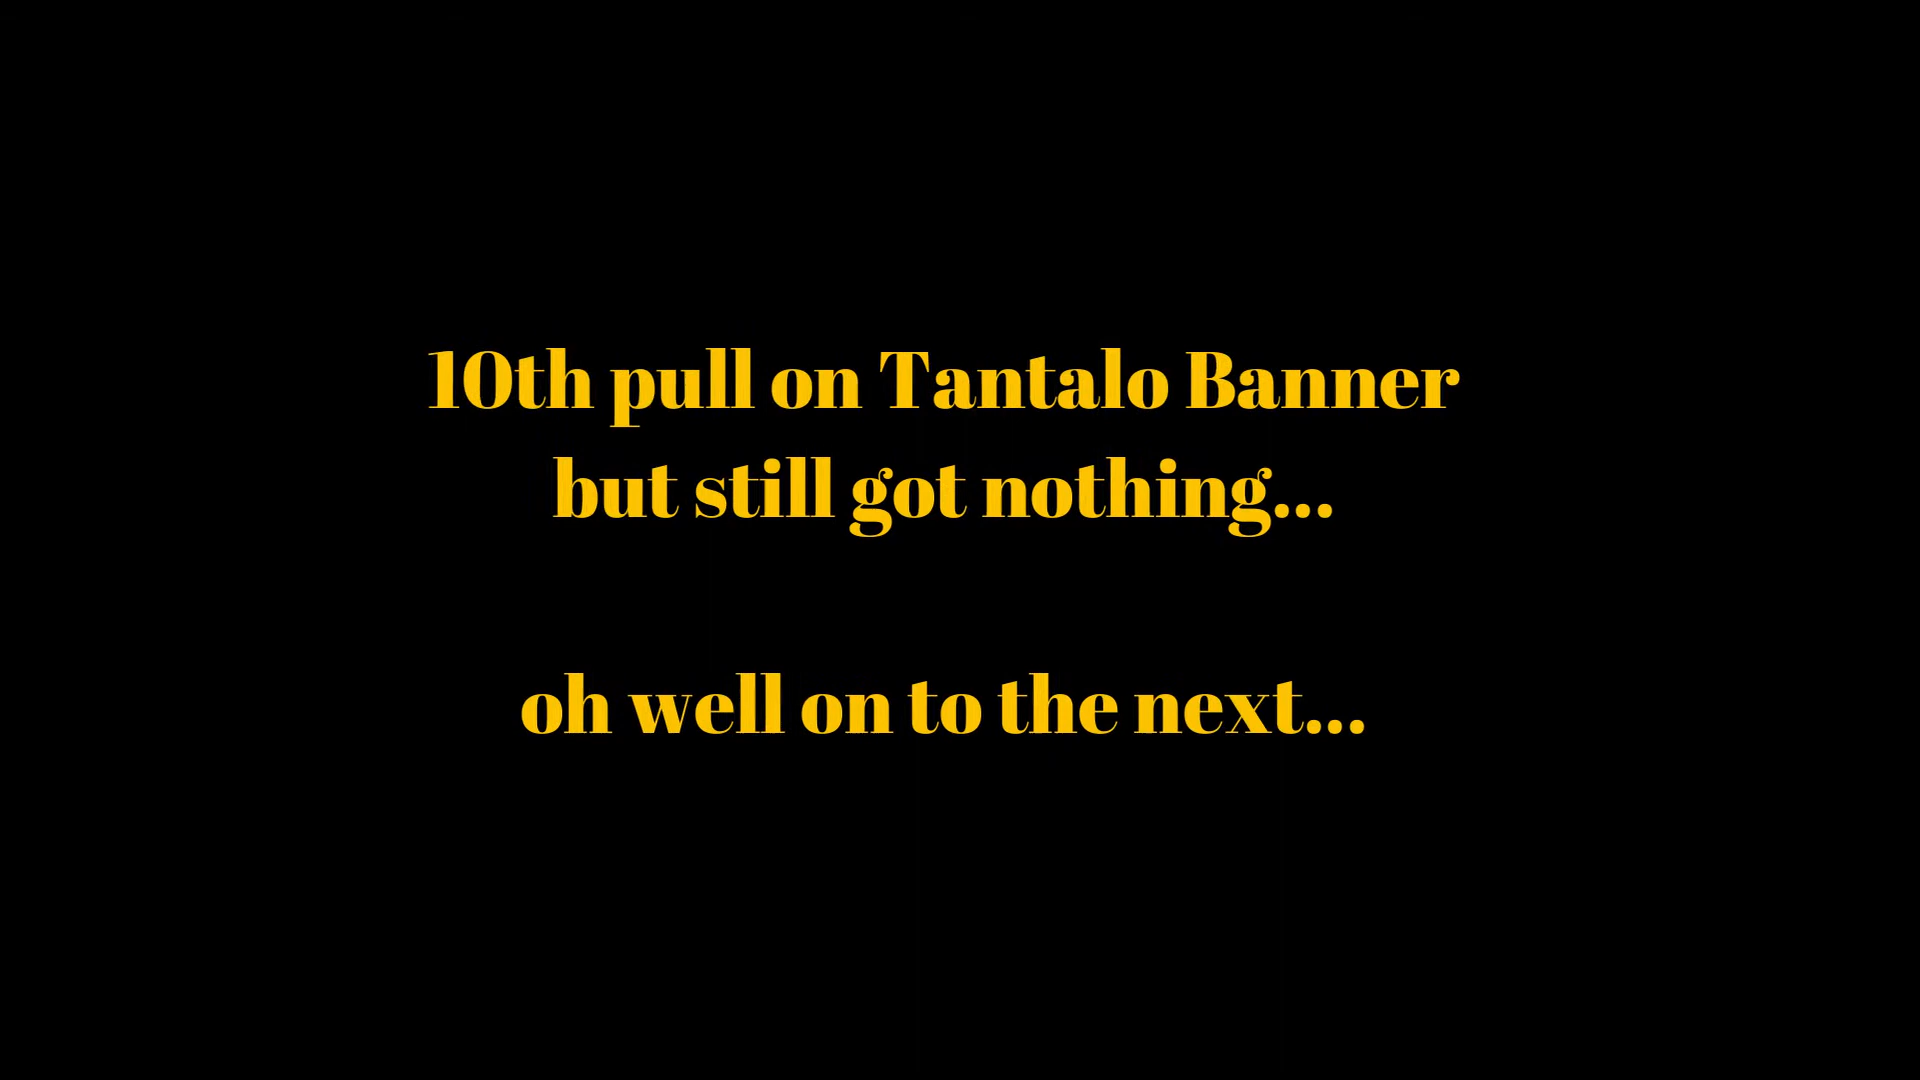 10th pull on Tantalo Banner
but still got nothing...
oh well on to the next...